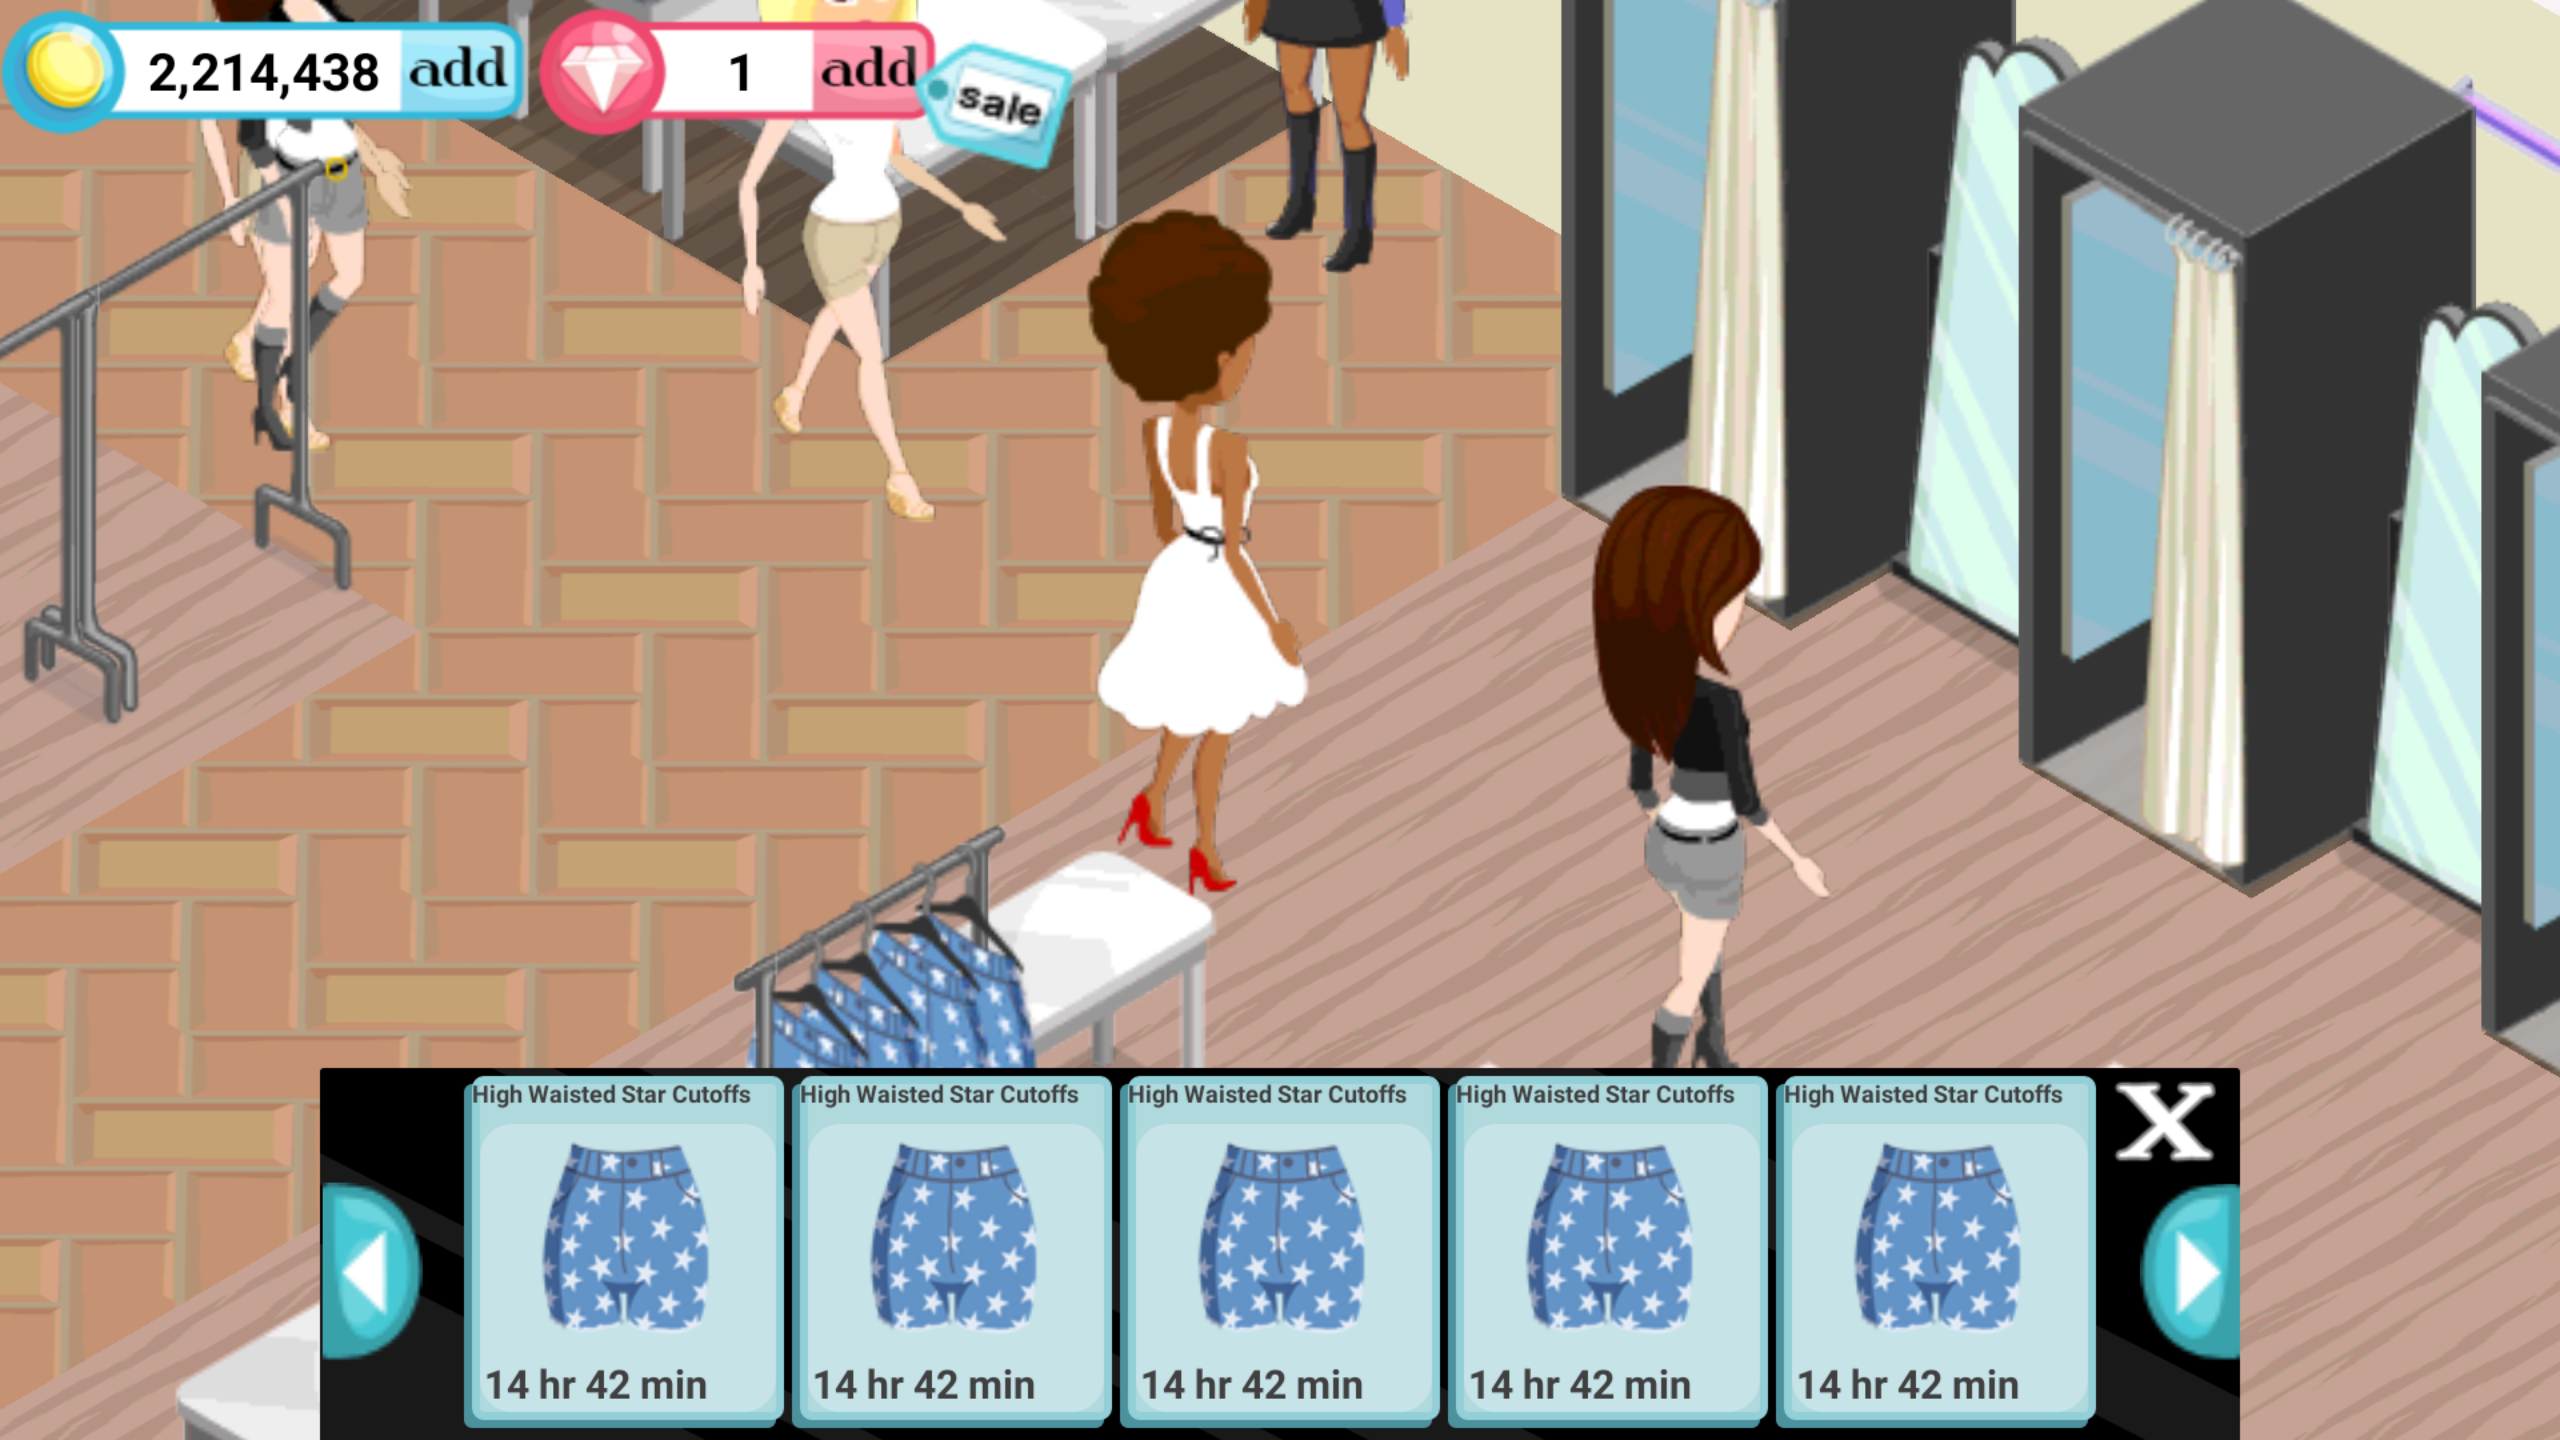 2,214,438 add 1 add
sale
High Waisted Star Cutoffs High Waisted Star Cutoffs High Waisted Star Cutoffs High Waisted Star Cutoffs High Waisted Star Cutoffs
X
14 hr 42 min 14 hr 42 min 14 hr 42 min 14 hr 42 min 14 hr 42 min